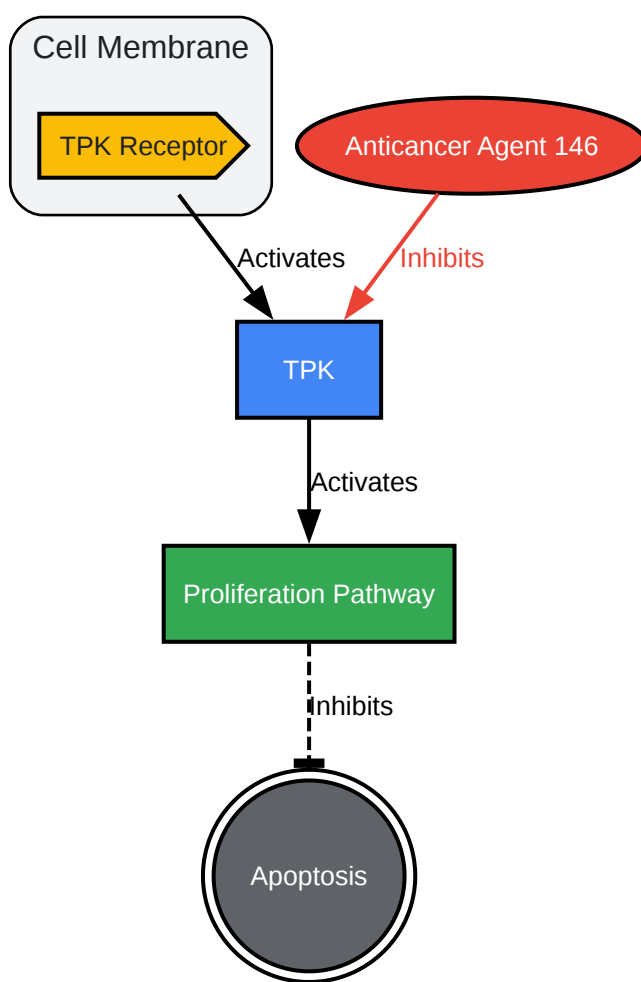 Cell Membrane
TPK Receptor
Anticancer Agent 146
Activates
Inhibits
TPK
Activates
Proliferation Pathway
Inhibits
Apoptosis